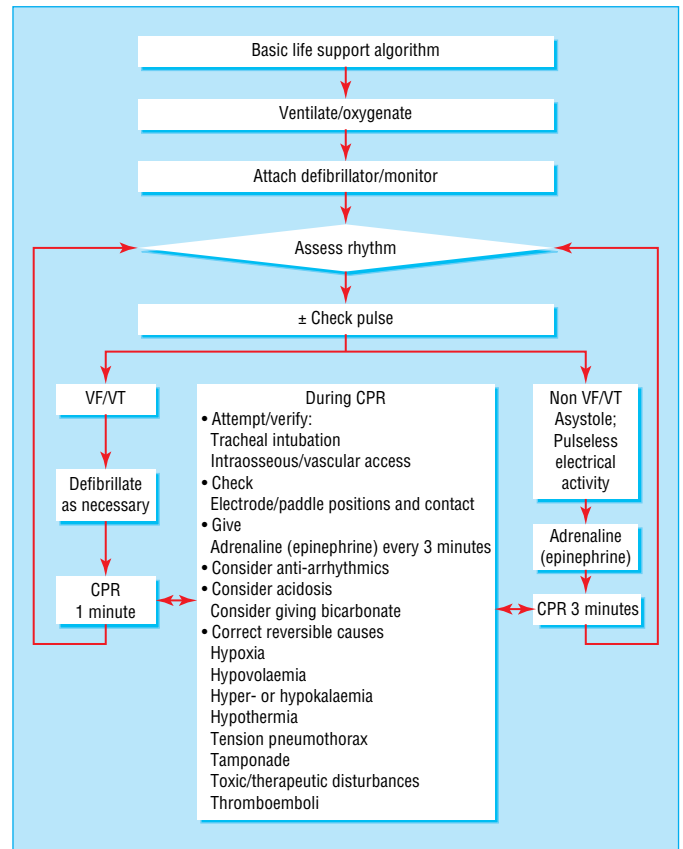 Basic life support algorithm
Ventilate/oxygenate
Attach defibrillator/monitor
Assess rhythm
± Check pulse
VF/VT
Defibrillate
as necessary
CPR
1 minute
During CPR
• Attempt/verify:
Tracheal intubation
Intraosseous/vascular access
• Check
Electrode/paddle positions and contact
• Give
Adrenaline (epinephrine) every 3 minutes
• Consider anti-arrhythmics
• Consider acidosis
Consider giving bicarbonate
• Correct reversible causes
Hypoxia
Hypovolaemia
Hyper- or hypokalaemia
Hypothermia
Tension pneumothorax
Tamponade
Toxic/therapeutic disturbances
Thromboemboli
Non VF/VT
Asystole;
Pulseless
electrical
activity
Adrenaline
(epinephrine)
CPR 3 minutes